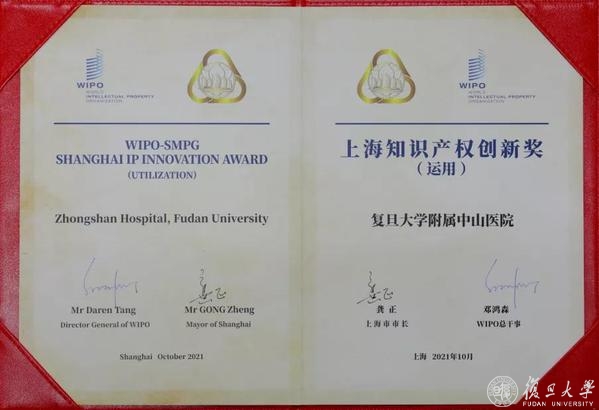 WIPO
WORLD
INTELLECTUAL PROPERTY
ORGANIZATION
WIPO-SMPG
SHANGHAI IP INNOVATION AWARD
(UTILIZATION)
Zhongshan Hospital, Fudan University
Mr Daren Tang
Director General of WIPO
Mr GONG Zheng
Mayor of Shanghai
Shanghai October 2021
WIPO
WORLD
INTELLECTUAL PROPERTY
ORGANIZATION
上海知识产权创新奖
（运用）
复旦大学附属中山医院
龚正
上海市市长
邓鸿森
WIPO总干事
上海 2021年10月
復旦大學
FUDAN UNIVERSITY